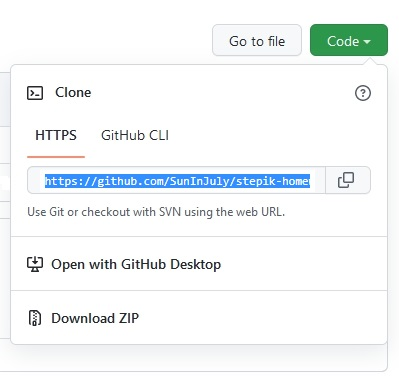 Go to file
Code
Clone
HTTPS
GitHub CLI
https://github.com/SunInJuly/stepik-home
Use Git or checkout with SVN using the web URL.
Open with GitHub Desktop
Download ZIP